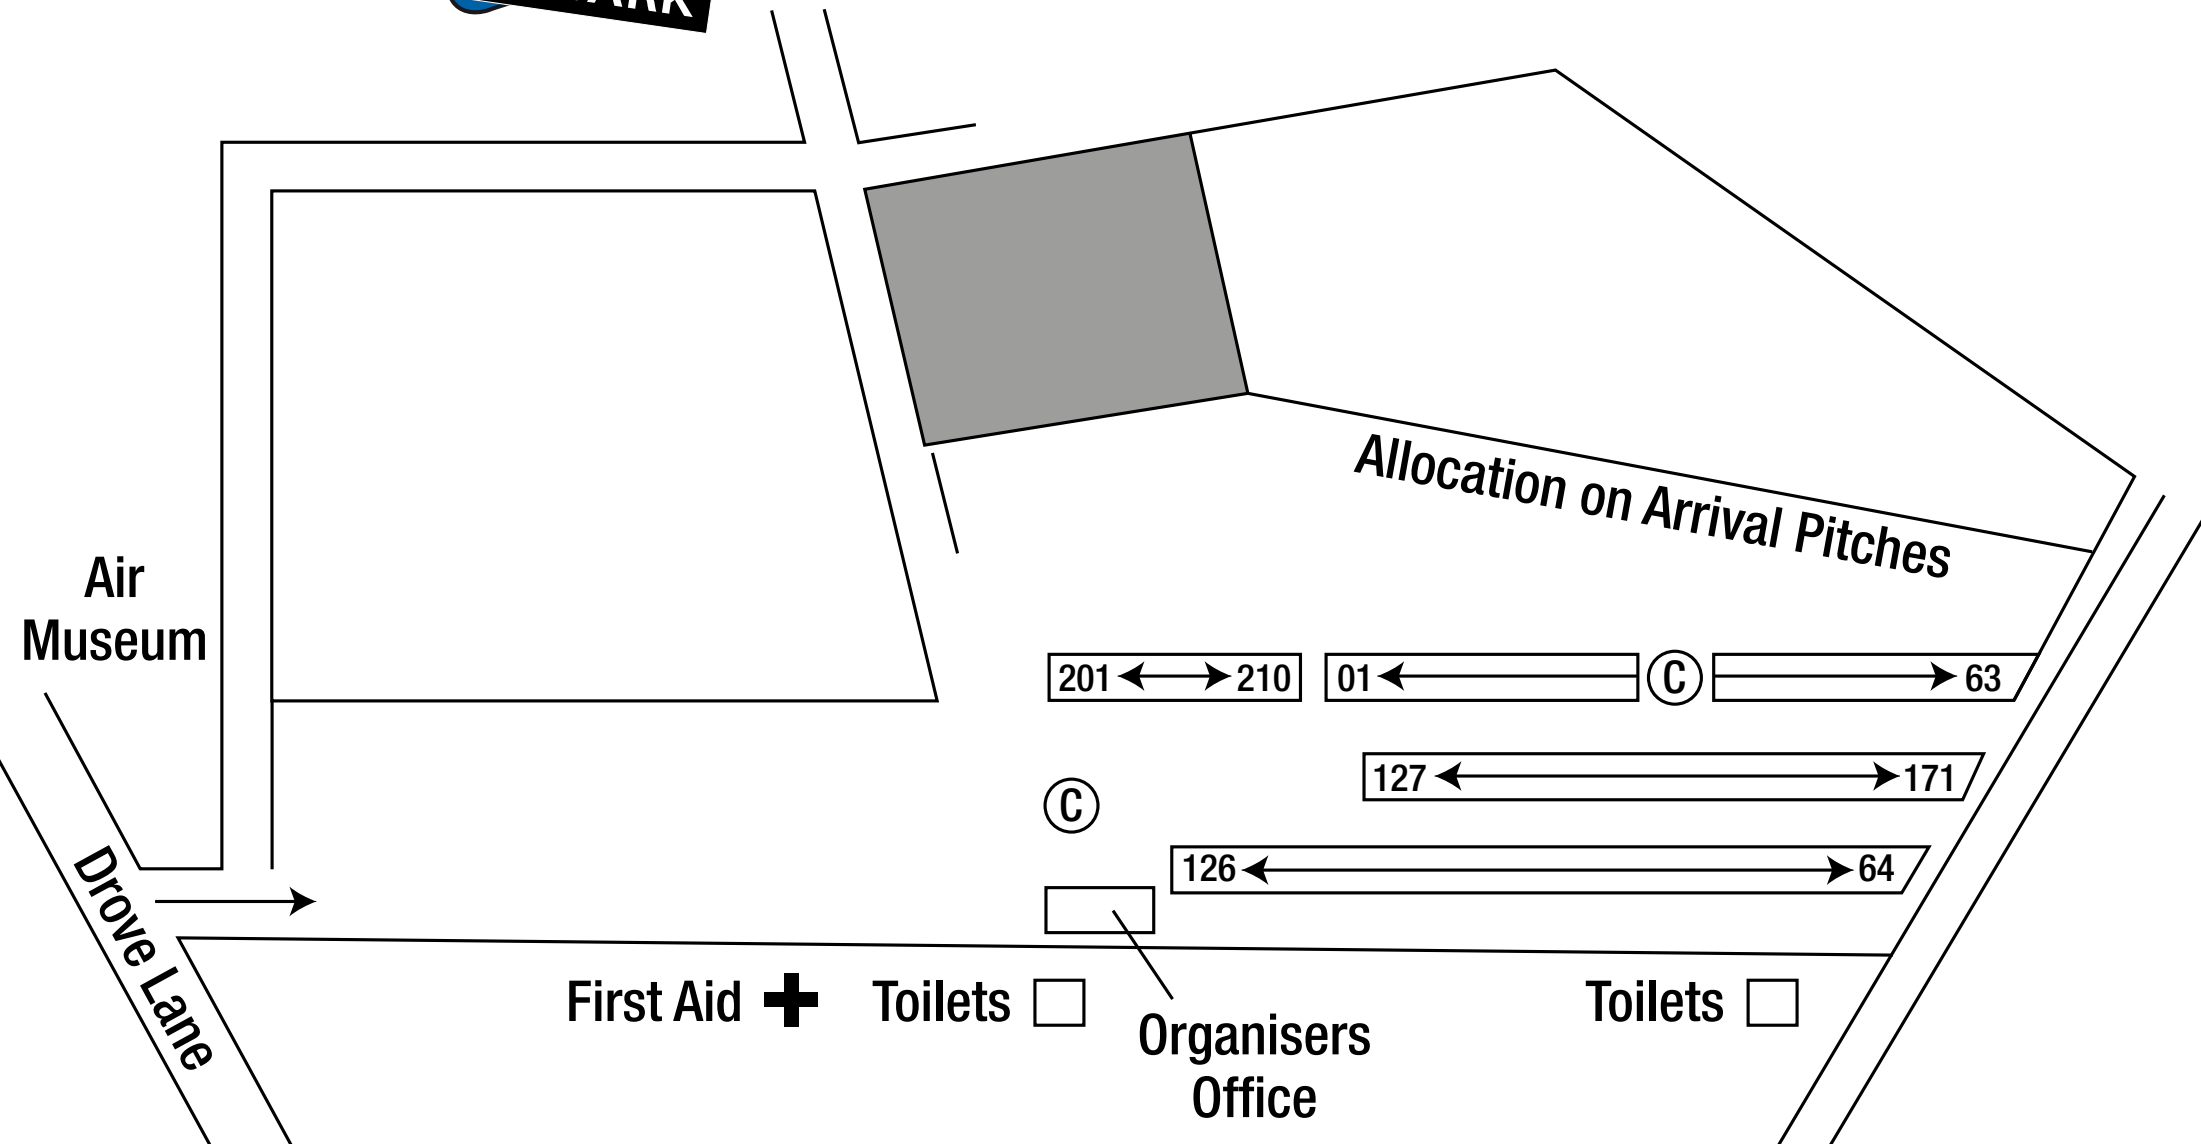 Allocation on Arrival Pitches
Air
Museum
201 210 01 C 63
127 171
C
126 64
Drove Lane
First Aid Toilets
Toilets
Organisers
Office